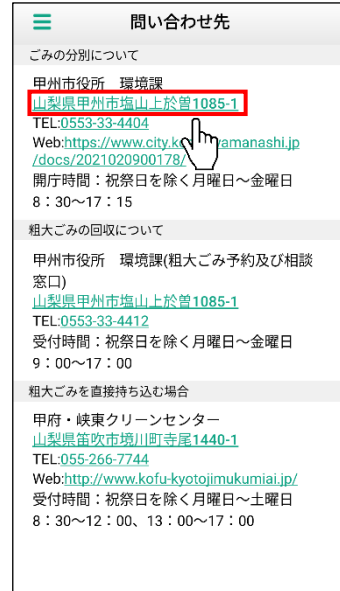 問い合わせ先
ごみの分別について
甲州市役所　環境課
山梨県甲州市塩山上於曽1085-1
TEL:0553-33-4404
Web:https://www.city.k yamanashi.jp
/docs/2021020900178/
開庁時間：祝祭日を除く月曜日～金曜日
8：30～17：15
粗大ごみの回収について
甲州市役所　環境課(粗大ごみ予約及び相談
窓口)
山梨県甲州市塩山上於曽1085-1
TEL:0553-33-4412
受付時間：祝祭日を除く月曜日～金曜日
9：00～17：00
粗大ごみを直接持ち込む場合
甲府・峡東クリーンセンター
山梨県笛吹市境川町寺尾1440-1
TEL:055-266-7744
Web:http://www.kofu-kyotojimukumiai.jp/
受付時間：祝祭日を除く月曜日～土曜日
8：30～12：00、13：00～17：00